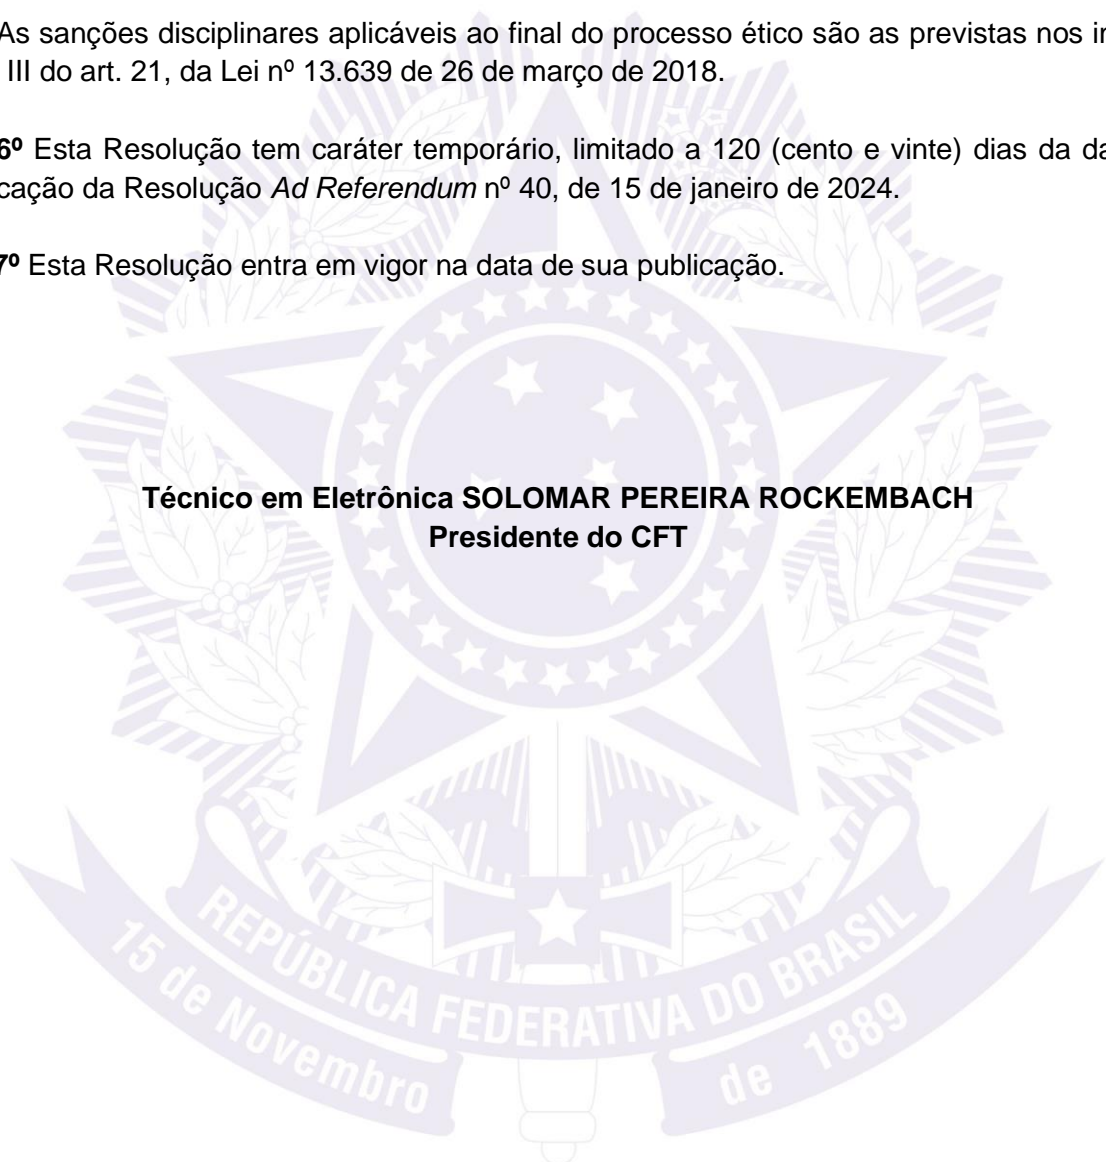 As sanções disciplinares aplicáveis ao final do processo ético são as previstas nos
III do art. 21, da Lei nº 13.639 de 26 de março de 2018.
6º Esta Resolução tem caráter temporário, limitado a 120 (cento e vinte) dias da
cação da Resolução Ad Referendum nº 40, de 15 de janeiro de 2024.
7º Esta Resolução entra em vigor na data de sua publicação.
Técnico em Eletrônica SOLOMAR PEREIRA ROCKEMBACH
Presidente do CFT
REPÚBLICA FEDERATIVA DO BRASIL
15 de Novembro de 1889